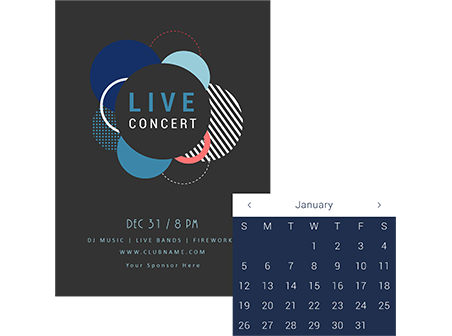 LIVE
CONCERT
DEC 31 / 8 PM
DJ MUSIC | LIVE BANDS | FIREWORK
WWW.CLUBNAME.COM
Your Sponsor Here
‹ January ›
S M T W T F S
1 2 3 4
5 6 7 8 9 10 11
12 13 14 15 16 17 18
19 20 21 22 23 24 25
26 27 28 29 30 31